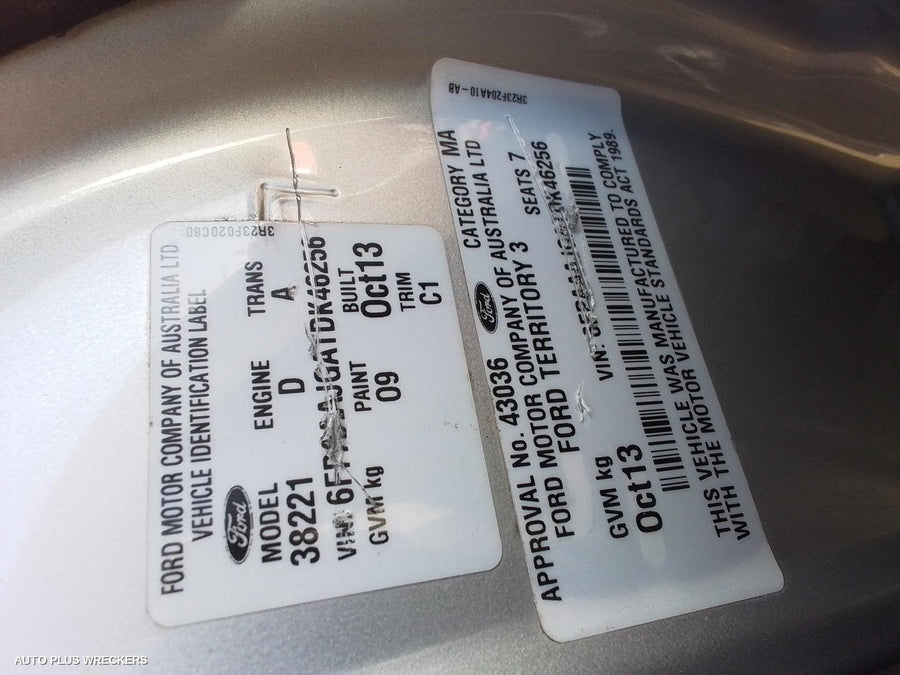 3R23F020C80
FORD MOTOR COMPANY OF AUSTRALIA LTD
VEHICLE IDENTIFICATION LABEL
Ford
MODEL ENGINE TRANS
38221 D A
PAINT BUILT
GVM kg 09 Oct13
TRIM
C1
3R23F204A10-AB
APPROVAL No. 43036 Ford CATEGORY MA
FORD MOTOR COMPANY OF AUSTRALIA LTD
FORD TERRITORY 3 SEATS 7
GVM kg VIN:
Oct13
THIS VEHICLE WAS MANUFACTURED TO COMPLY
WITH THE MOTOR VEHICLE STANDARDS ACT 1989.
AUTO PLUS WRECKERS